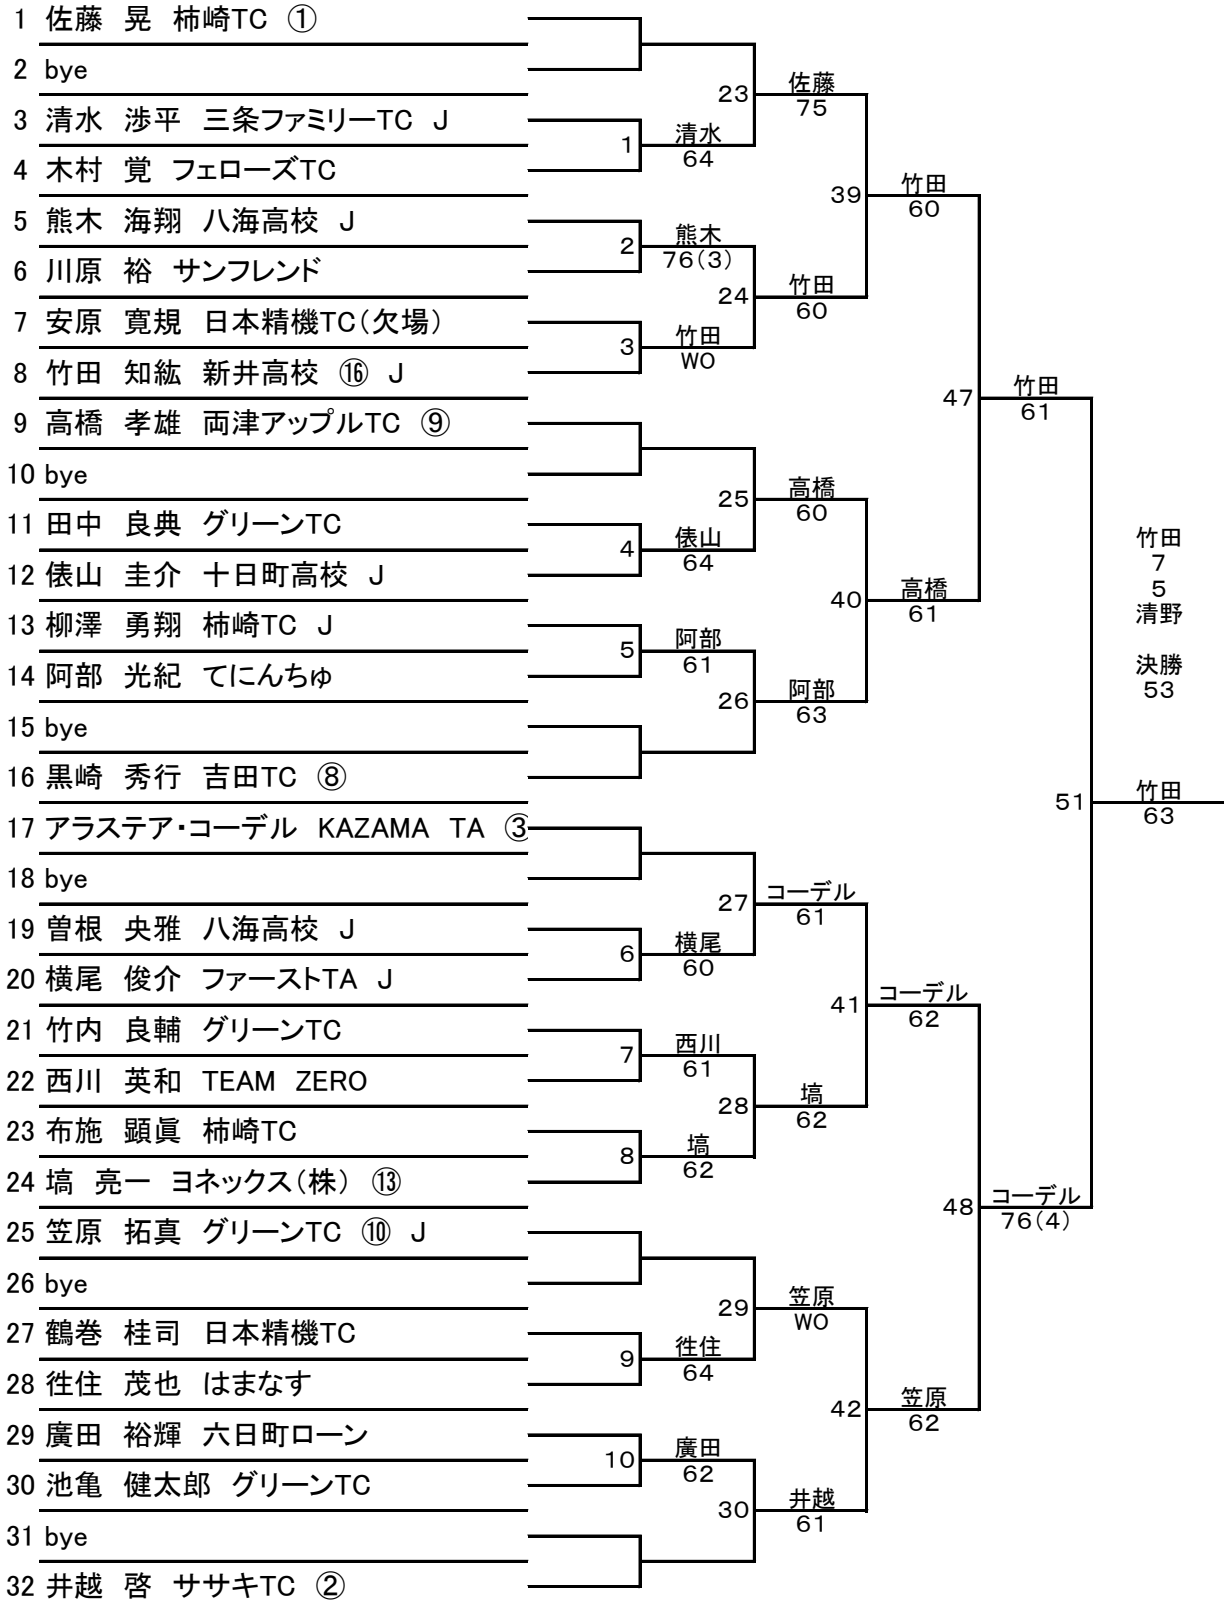 1 佐藤 晃 柿崎TC ①
2 bye
3 清水 渉平 三条ファミリーTC J
4 木村 覚 フェローズTC
5 熊木 海翔 八海高校 J
6 川原 裕 サンフレンド
7 安原 寛規 日本精機TC(欠場)
8 竹田 知紘 新井高校 ⑯ J
9 高橋 孝雄 両津アップルTC ⑨
10 bye
11 田中 良典 グリーンTC
12 俵山 圭介 十日町高校 J
13 柳澤 勇翔 柿崎TC J
14 阿部 光紀 てにんちゅ
15 bye
16 黒崎 秀行 吉田TC ⑧
17 アラステア・コーデル KAZAMA TA ③
18 bye
19 曽根 央雅 八海高校 J
20 横尾 俊介 ファーストTA J
21 竹内 良輔 グリーンTC
22 西川 英和 TEAM ZERO
23 布施 顕眞 柿崎TC
24 塙 亮一 ヨネックス(株) ⑬
25 笠原 拓真 グリーンTC ⑩ J
26 bye
27 鶴巻 桂司 日本精機TC
28 徃住 茂也 はまなす
29 廣田 裕輝 六日町ローン
30 池亀 健太郎 グリーンTC
31 bye
32 井越 啓 ササキTC ②
1
清水
64
2
熊木
76(3)
3
竹田
WO
4
俵山
64
5
阿部
61
6
横尾
60
7
西川
61
8
塙
62
9
徃住
64
10
廣田
62
23
佐藤
75
24
竹田
60
25
高橋
60
26
阿部
63
27
コーデル
61
28
塙
62
29
笠原
WO
30
井越
61
39
竹田
60
40
高橋
61
41
コーデル
62
42
笠原
62
47
竹田
61
48
コーデル
76(4)
51
竹田
63
竹田
7
5
清野
決勝
53